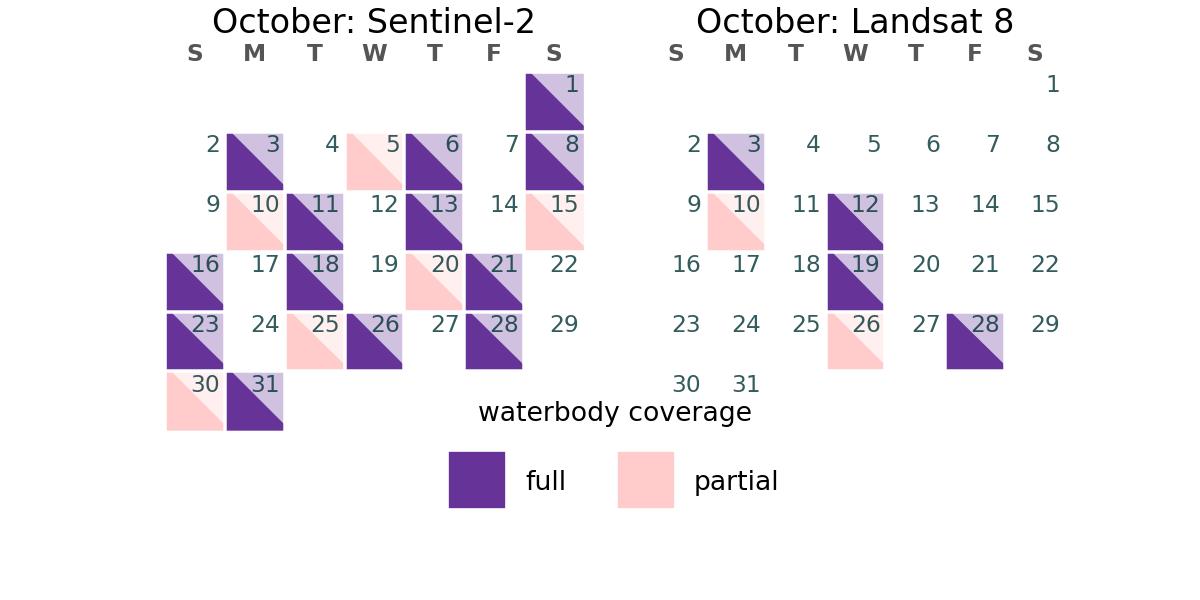 October: Sentinel-2
S M T W T F S
1
2 3 4 5 6 7 8
9 10 11 12 13 14 15
16 17 18 19 20 21 22
23 24 25 26 27 28 29
30 31
October: Landsat 8
S M T W T F S
1
2 3 4 5 6 7 8
9 10 11 12 13 14 15
16 17 18 19 20 21 22
23 24 25 26 27 28 29
30 31
waterbody coverage
full
partial